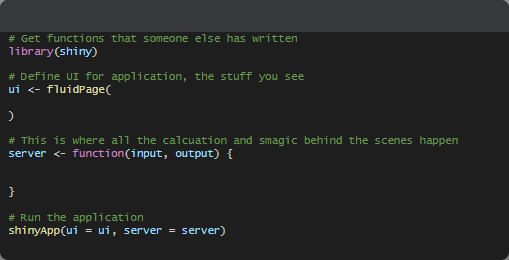 # Get functions that someone else has written
library(shiny)
# Define UI for application, the stuff you see
ui <- fluidPage(
)
# This is where all the calcuation and smagic behind the scenes happen
server <- function(input, output) {
}
# Run the application
shinyApp(ui = ui, server = server)